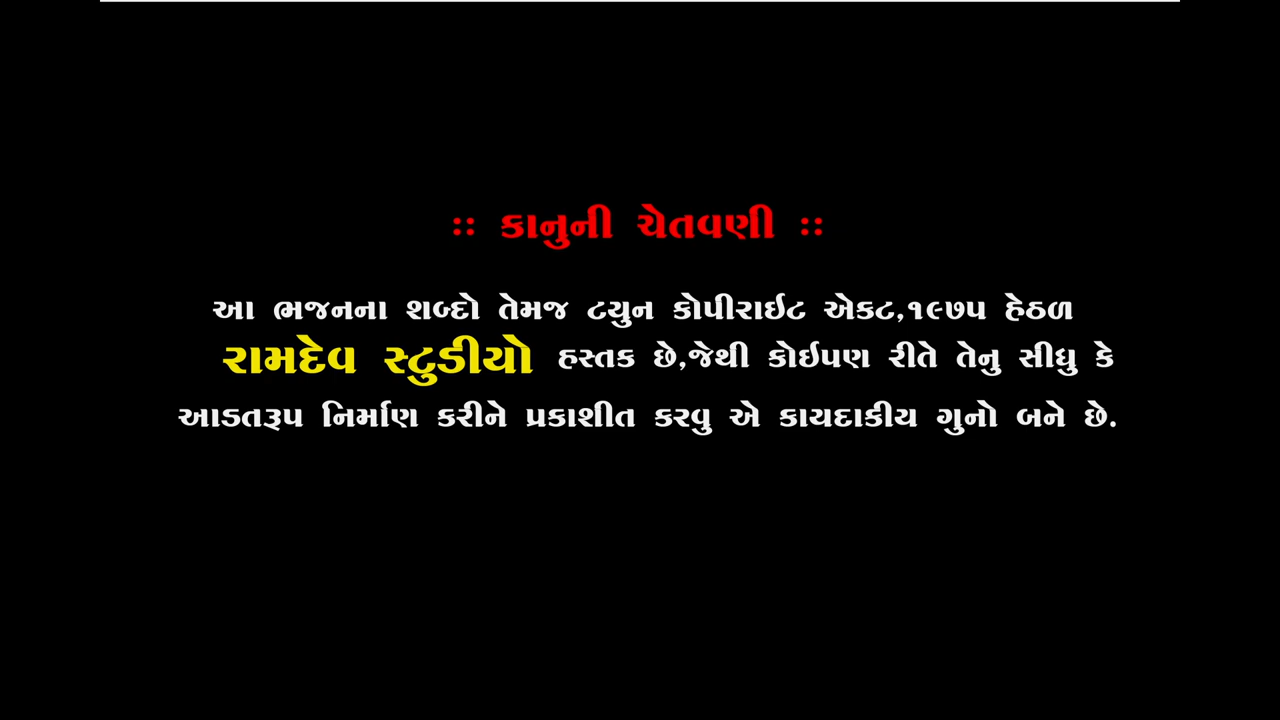 :: કાનુની ચેતવણી ::
આ ભજનના શબ્દો તેમજ ટયુન કોપીરાઈટ એકટ,૧૯૭૫ હેઠળ
રામદેવ સ્ટુડીયો હસ્તક છે,જેથી કોઈપણ રીતે તેનુ સીધુ કે
આડતરૂપ નિર્માણ કરીને પ્રકાશીત કરવુ એ કાયદાકીય ગુનો બને છે.